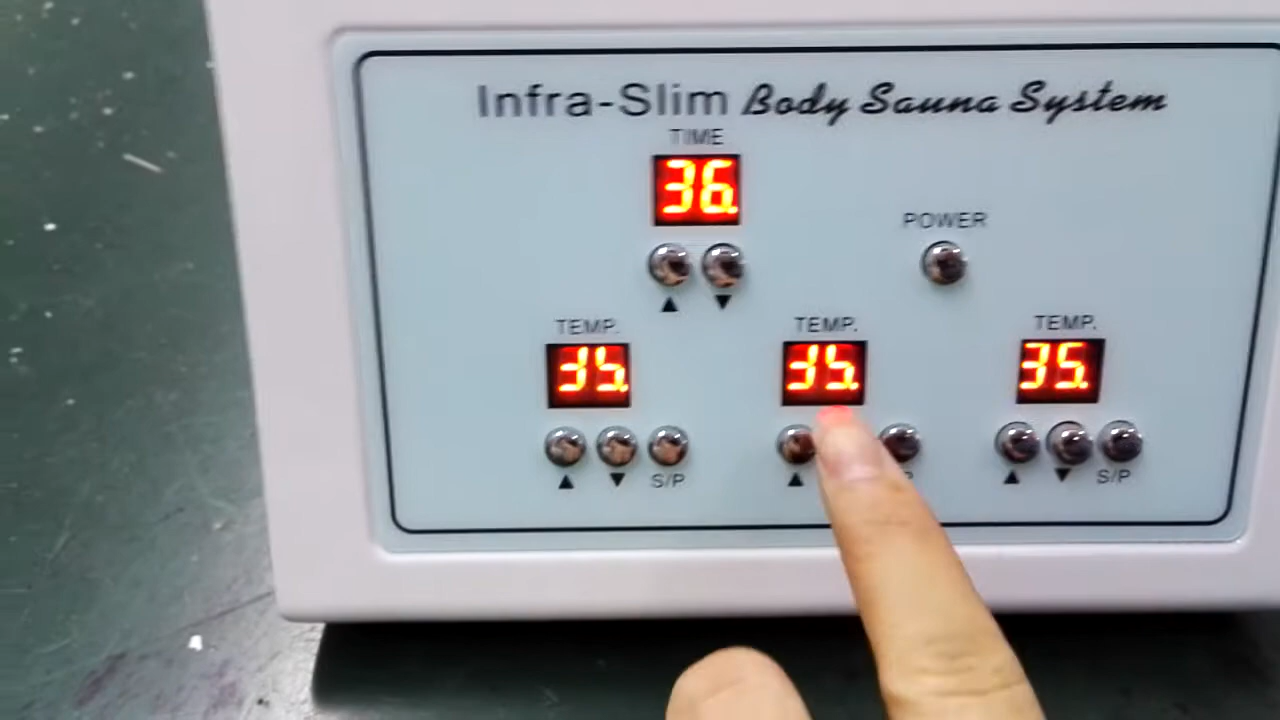 Infra-Slim Body Sauna System
TIME
36.
POWER
TEMP. TEMP. TEMP.
35. 35. 35.
▲ ▼
▲ ▼ S/P ▲ P ▲ ▼ S/P